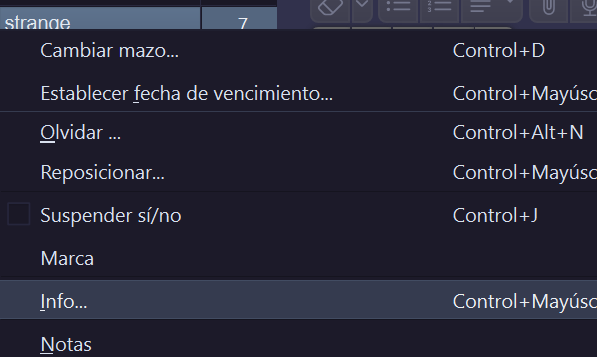 strange 7
Cambiar mazo... Control+D
Establecer fecha de vencimiento... Control+Mayúsc
Olvidar ... Control+Alt+N
Reposicionar... Control+Mayúsc
Suspender sí/no Control+J
Marca
Info... Control+Mayúsc
Notas